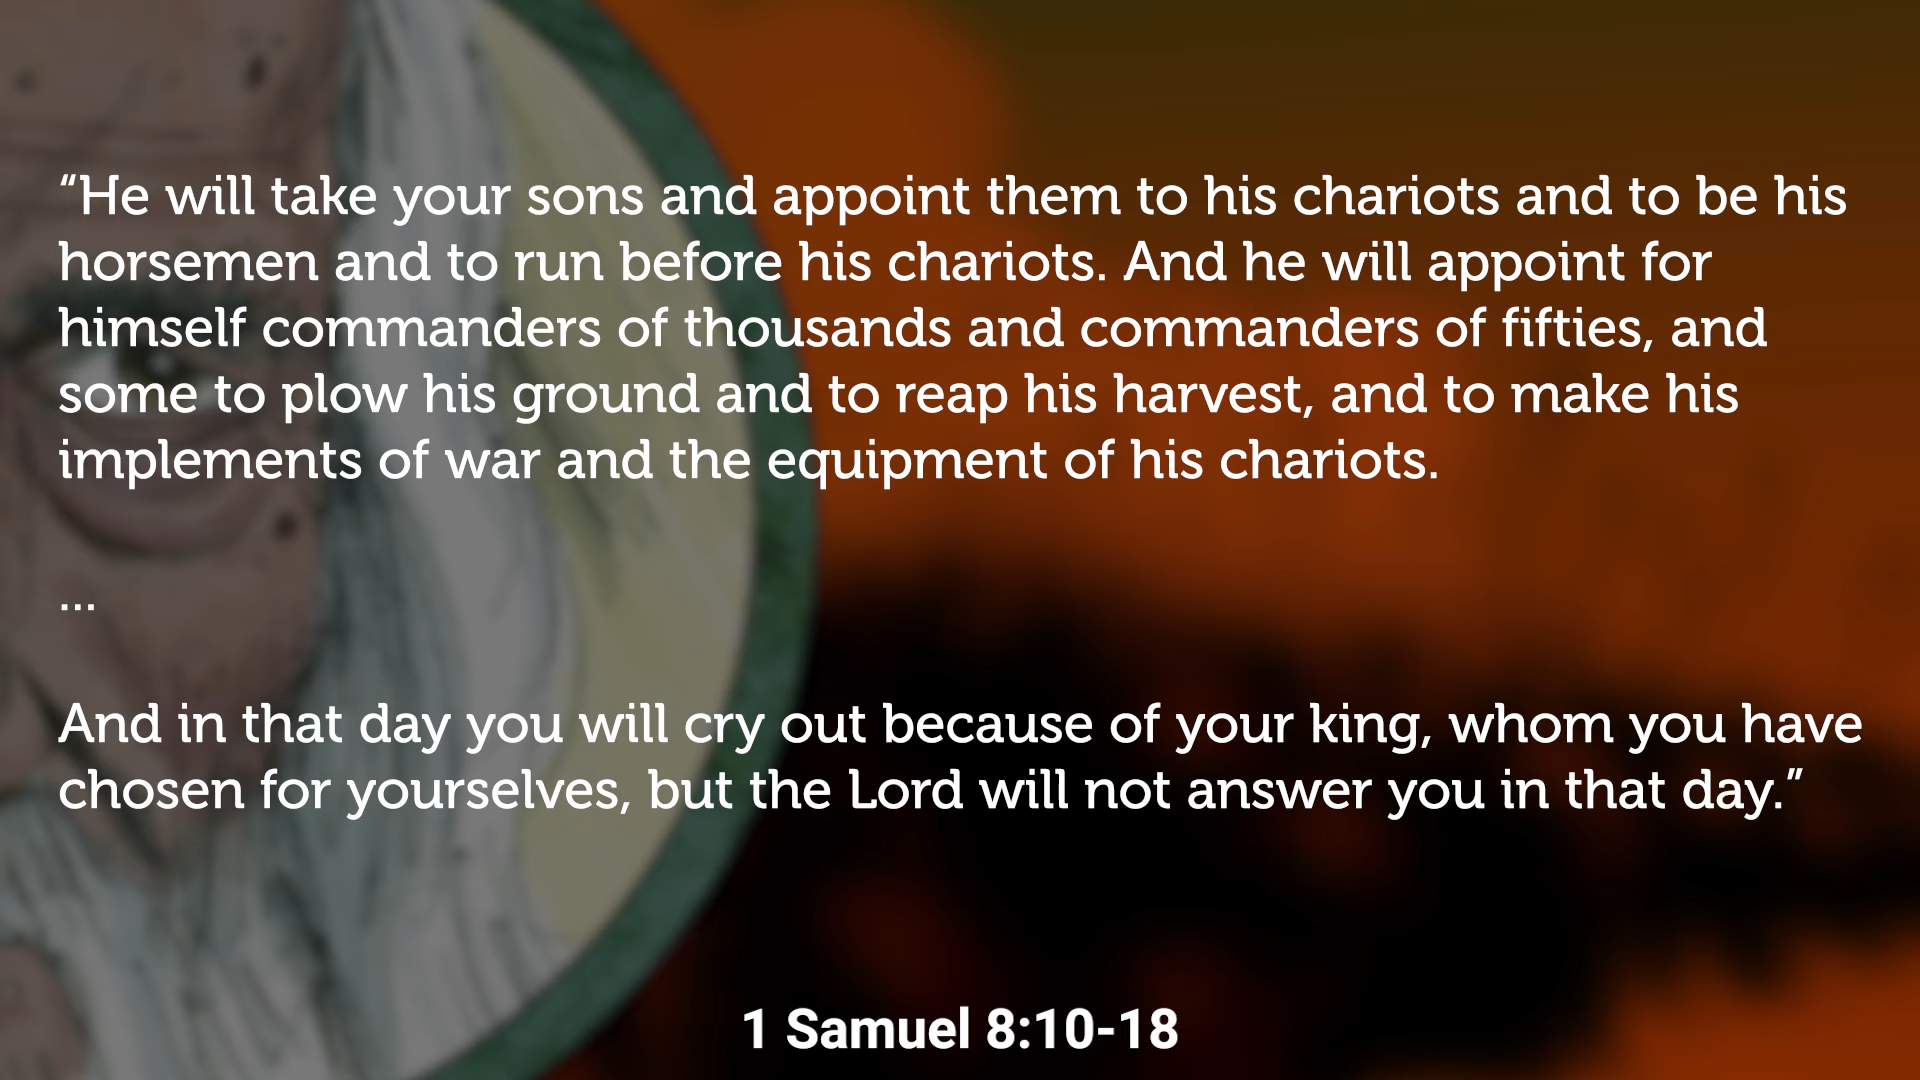 “He will take your sons and appoint them to his chariots and to be his
horsemen and to run before his chariots. And he will appoint for
himself commanders of thousands and commanders of fifties, and
some to plow his ground and to reap his harvest, and to make his
implements of war and the equipment of his chariots.
...
And in that day you will cry out because of your king, whom you have
chosen for yourselves, but the Lord will not answer you in that day.”
1 Samuel 8:10-18